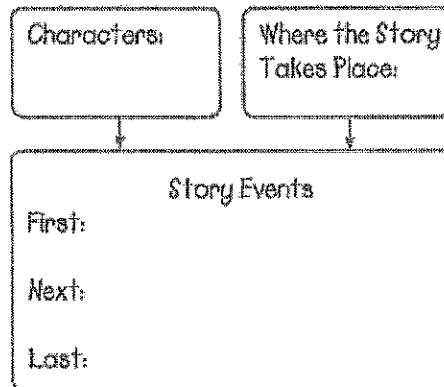 Characters:
Where the Story
Takes Place:
Story Events
First:
Next:
Last: